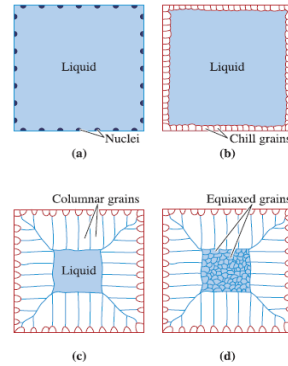 Liquid
Nuclei
(a)
Liquid
Chill grains
(b)
Columnar grains
Liquid
(c)
Equiaxed grains
(d)